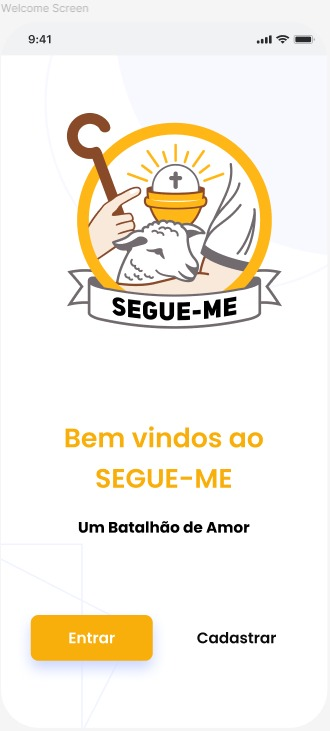 Welcome Screen
9:41
SEGUE-ME
Bem vindos ao
SEGUE-ME
Um Batalhão de Amor
Entrar
Cadastrar